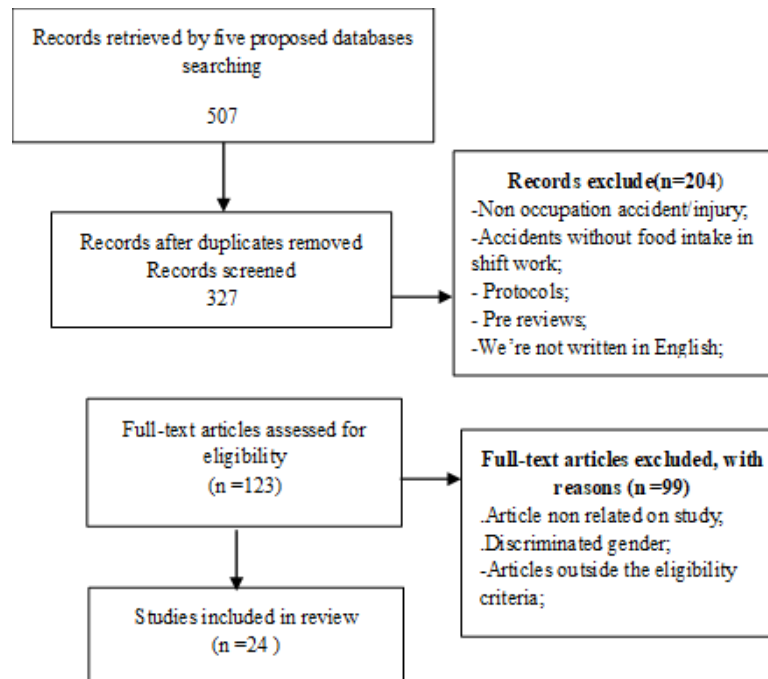 Records retrieved by five proposed databases
searching
507
Records exclude(n=204)
-Non occupation accident/injury;
-Accidents without food intake in
shift work;
- Protocols;
- Pre reviews;
-We're not written in English;
Records after duplicates removed
Records screened
327
Full-text articles assessed for
eligibility
(n =123)
Full-text articles excluded, with
reasons (n =99)
.Article non related on study;
.Discriminated gender;
-Articles outside the eligibility
criteria;
Studies included in review
(n =24 )